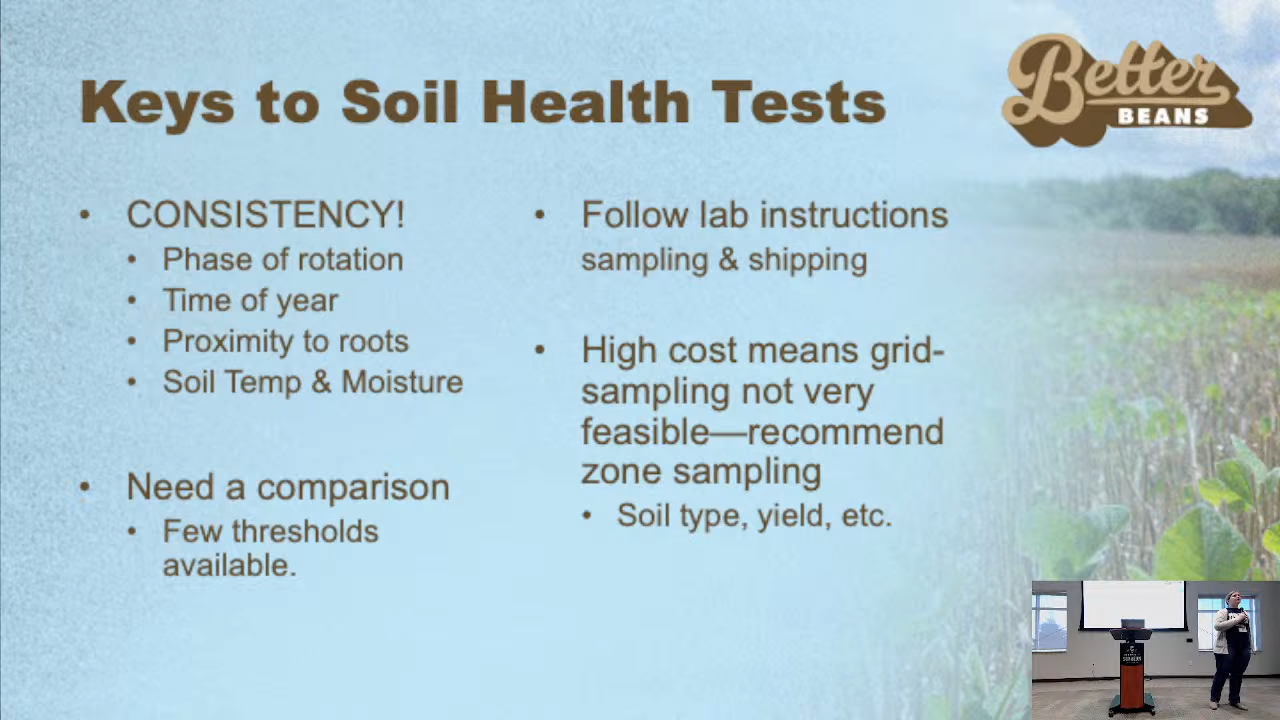 Keys to Soil Health Tests
Better
BEANS
• CONSISTENCY!
• Phase of rotation
• Time of year
• Proximity to roots
• Soil Temp & Moisture
• Need a comparison
• Few thresholds
available.
• Follow lab instructions
sampling & shipping
• High cost means grid-
sampling not very
feasible—recommend
zone sampling
• Soil type, yield, etc.